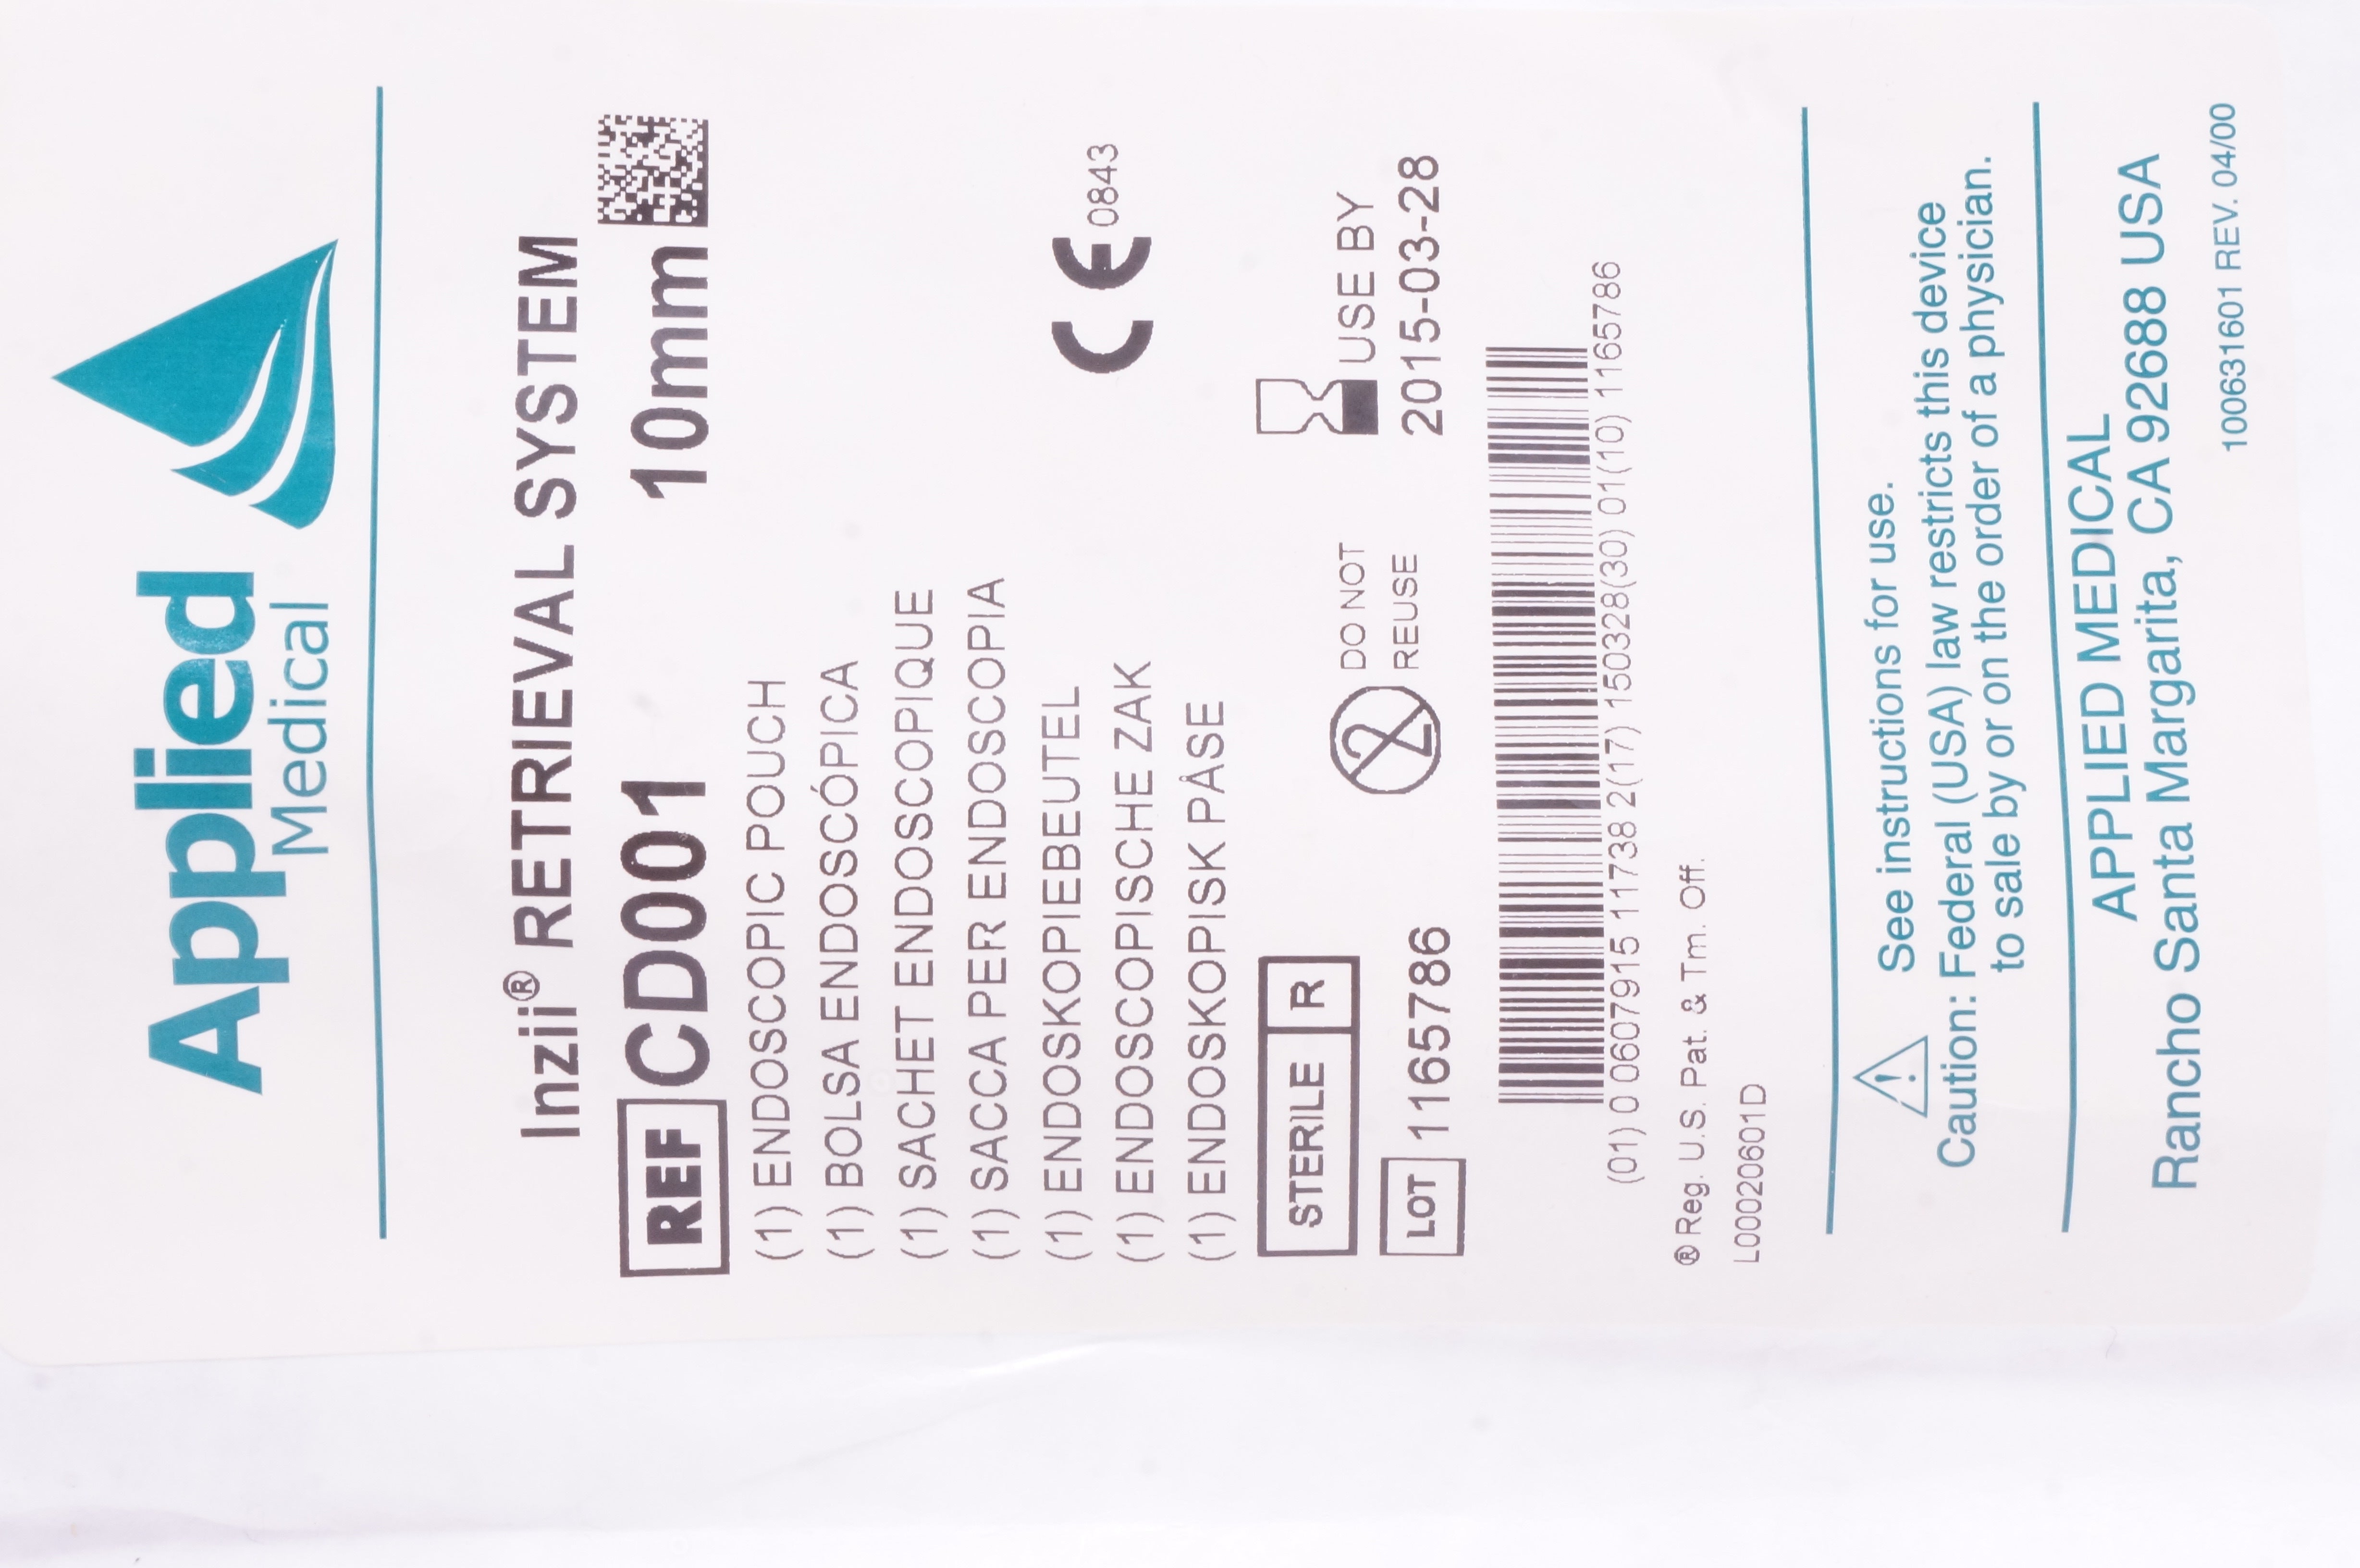 Applied
Medical
Inzii® RETRIEVAL SYSTEM
REF CD001 10mm
(1) ENDOSCOPIC POUCH
(1) BOLSA ENDOSCÓPICA
(1) SACHET ENDOSCOPIQUE
(1) SACCA PER ENDOSCOPIA
(1) ENDOSKOPIEBEUTEL
(1) ENDOSCOPISCHE ZAK
(1) ENDOSKOPISK PÅSE
CE 0843
STERILE R
2 DO NOT REUSE
USE BY
LOT 1165786
2015-03-28
(01) 0 0607915 11738 2(17) 150328(30) 01(10) 1165786
® Reg. U.S. Pat. & Tm. Off.
L00020601D
See instructions for use.
Caution: Federal (USA) law restricts this device
to sale by or on the order of a physician.
APPLIED MEDICAL
Rancho Santa Margarita, CA 92688 USA
100631601 REV. 04/00